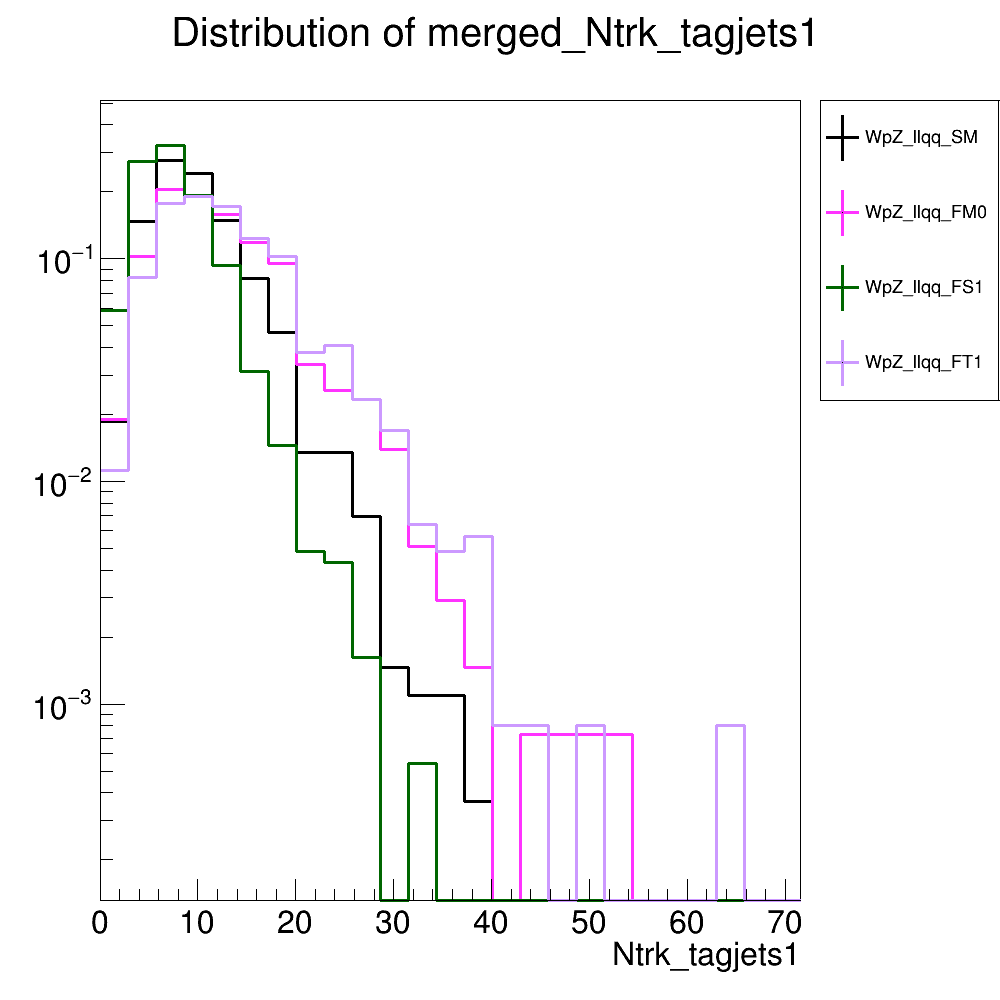 Distribution of merged_Ntrk_tagjets1
WpZ_llqq_SM
WpZ_llqq_FM0
WpZ_llqq_FS1
WpZ_llqq_FT1
10⁻¹
10⁻²
10⁻³
0 10 20 30 40 50 60 70
Ntrk_tagjets1